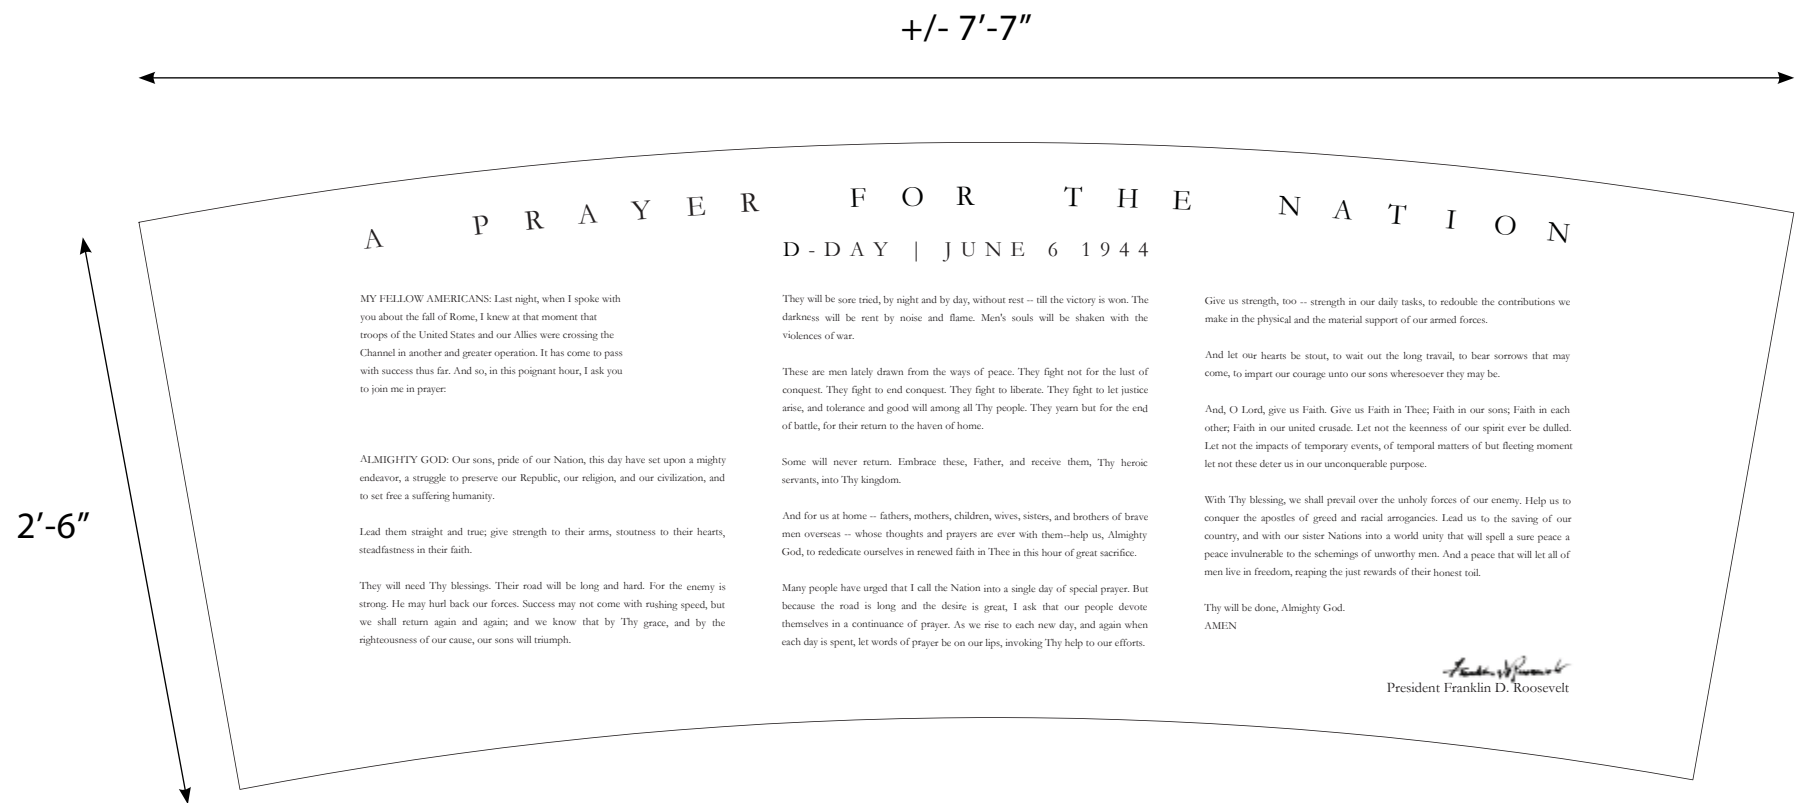 +/- 7’-7”
A PRAYER FOR THE NATION
D-DAY | JUNE 6 1944
2’-6”
MY FELLOW AMERICANS: Last night, when I spoke with
you about the fall of Rome, I knew at that moment that
troops of the United States and our Allies were crossing the
Channel in another and greater operation. It has come to pass
with success thus far. And so, in this poignant hour, I ask you
to join me in prayer:
ALMIGHTY GOD: Our sons, pride of our Nation, this day have set upon a mighty
endeavor, a struggle to preserve our Republic, our religion, and our civilization, and
to set free a suffering humanity.
Lead them straight and true; give strength to their arms, stoutness to their hearts,
steadfastness in their faith.
They will need Thy blessings. Their road will be long and hard. For the enemy is
strong. He may hurl back our forces. Success may not come with rushing speed, but
we shall return again and again; and we know that by Thy grace, and by the
righteousness of our cause, our sons will triumph.
They will be sore tried, by night and by day, without rest -- till the victory is won. The
darkness will be rent by noise and flame. Men's souls will be shaken with the
violences of war.
These are men lately drawn from the ways of peace. They fight not for the lust of
conquest. They fight to end conquest. They fight to liberate. They fight to let justice
arise, and tolerance and good will among all Thy people. They yearn but for the end
of battle, for their return to the haven of home.
Some will never return. Embrace these, Father, and receive them, Thy heroic
servants, into Thy kingdom.
And for us at home -- fathers, mothers, children, wives, sisters, and brothers of brave
men overseas -- whose thoughts and prayers are ever with them--help us, Almighty
God, to rededicate ourselves in renewed faith in Thee in this hour of great sacrifice.
Many people have urged that I call the Nation into a single day of special prayer. But
because the road is long and the desire is great, I ask that our people devote
themselves in a continuance of prayer. As we rise to each new day, and again when
each day is spent, let words of prayer be on our lips, invoking Thy help to our efforts.
Give us strength, too -- strength in our daily tasks, to redouble the contributions we
make in the physical and the material support of our armed forces.
And let our hearts be stout, to wait out the long travail, to bear sorrows that may
come, to impart our courage unto our sons wheresoever they may be.
And, O Lord, give us Faith. Give us Faith in Thee; Faith in our sons; Faith in each
other; Faith in our united crusade. Let not the keenness of our spirit ever be dulled.
Let not the impacts of temporary events, of temporal matters of but fleeting moment
let not these deter us in our unconquerable purpose.
With Thy blessing, we shall prevail over the unholy forces of our enemy. Help us to
conquer the apostles of greed and racial arrogancies. Lead us to the saving of our
country, and with our sister Nations into a world unity that will spell a sure peace a
peace invulnerable to the schemings of unworthy men. And a peace that will let all of
men live in freedom, reaping the just rewards of their honest toil.
Thy will be done, Almighty God.
AMEN
Franklin D Roosevelt
President Franklin D. Roosevelt